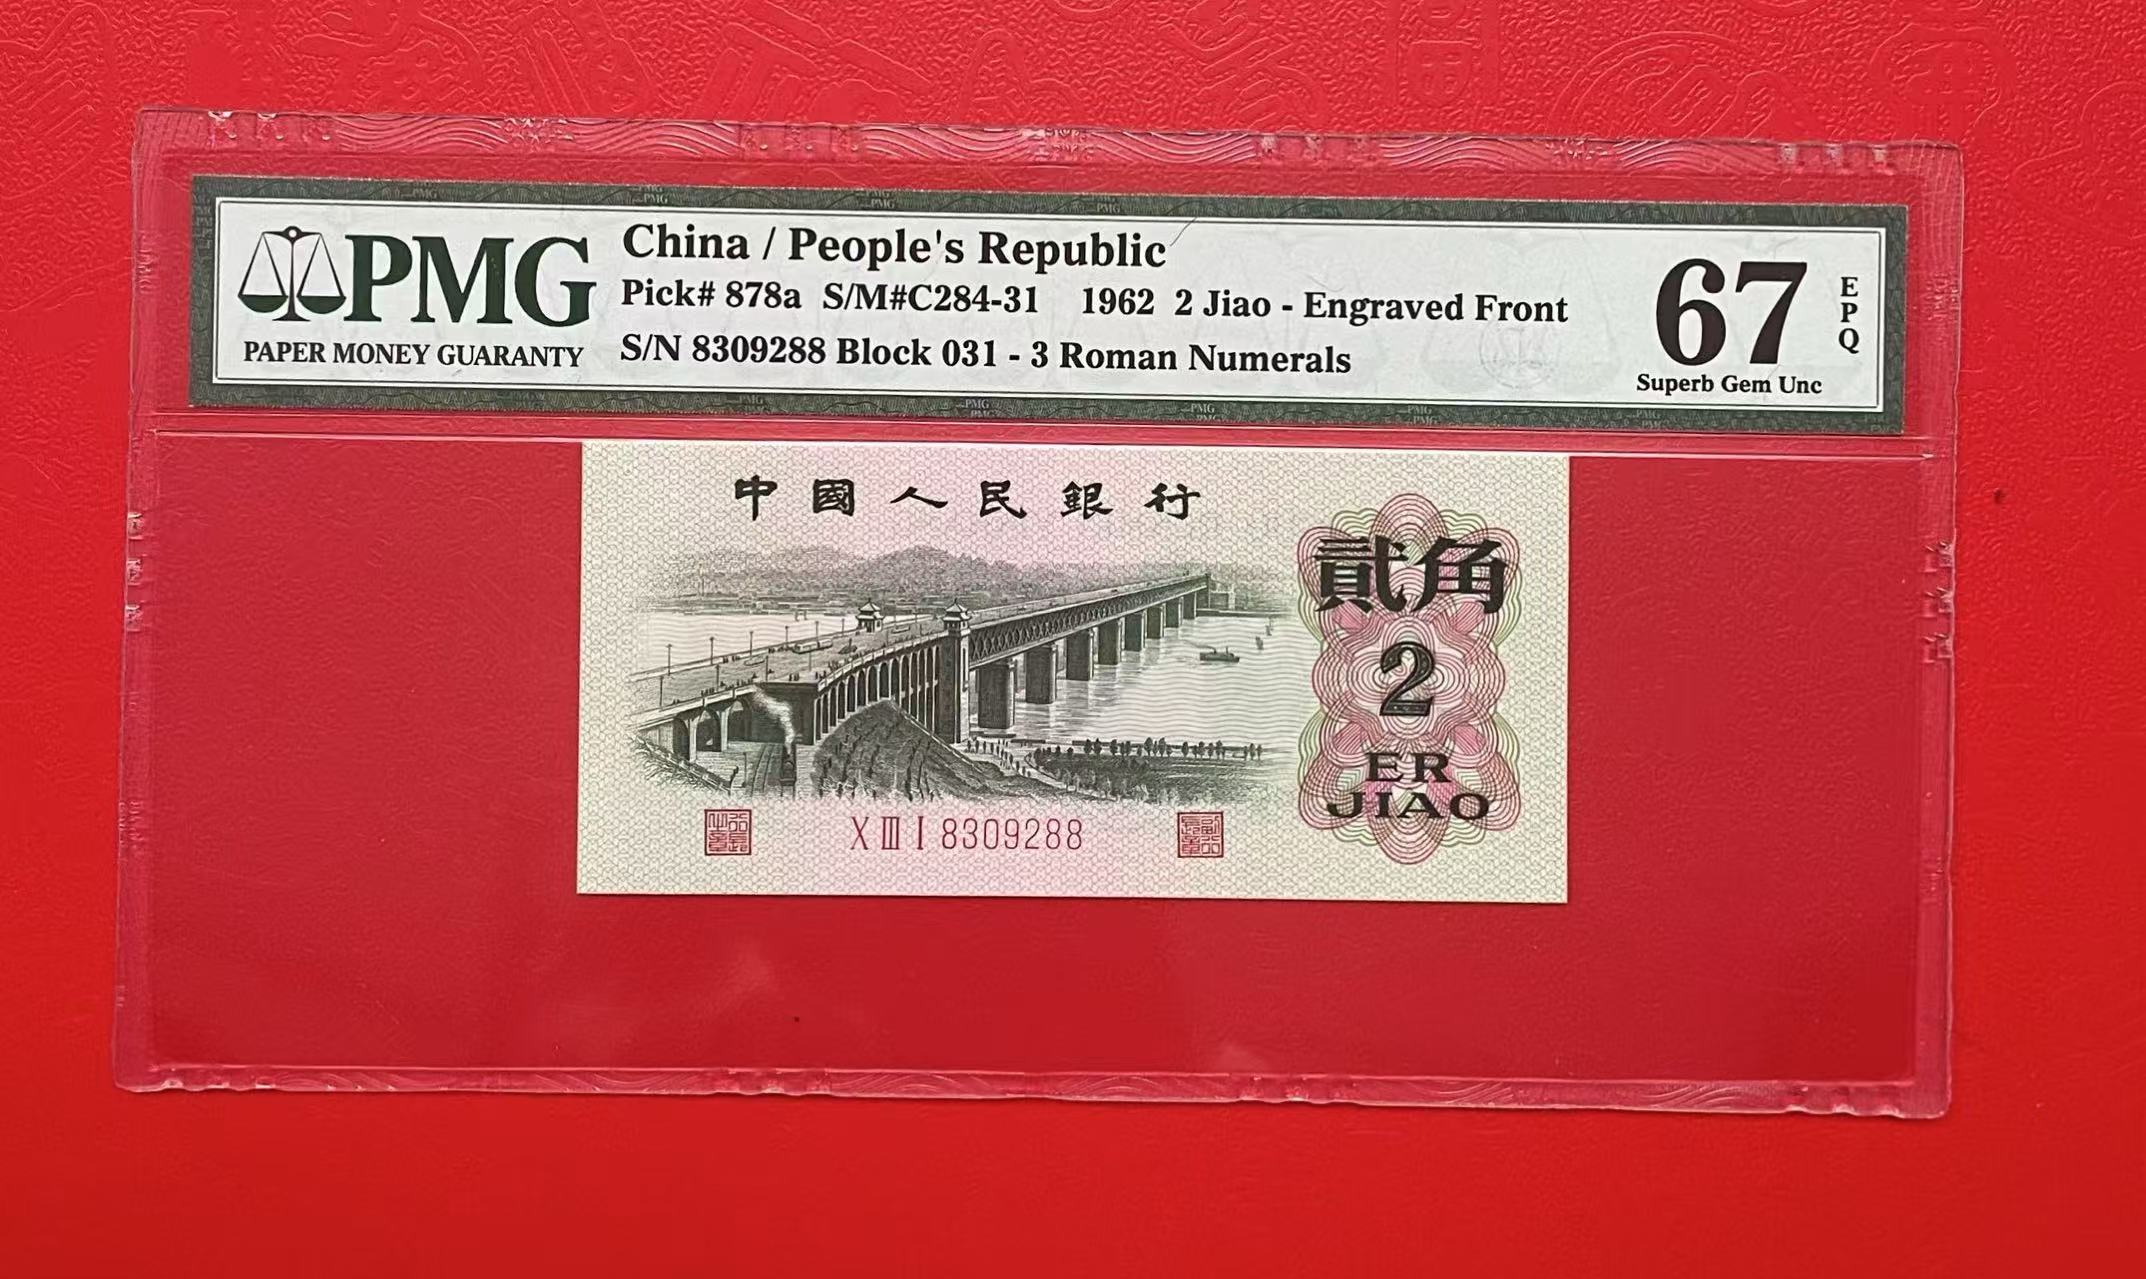 PMG
PAPER MONEY GUARANTY
China / People's Republic
Pick# 878a S/M#C284-31 1962 2 Jiao - Engraved Front
S/N 8309288 Block 031 - 3 Roman Numerals
67
EPQ
Superb Gem Unc
中國人民銀行
貳角
2
ER
JIAO
X III I 8309288